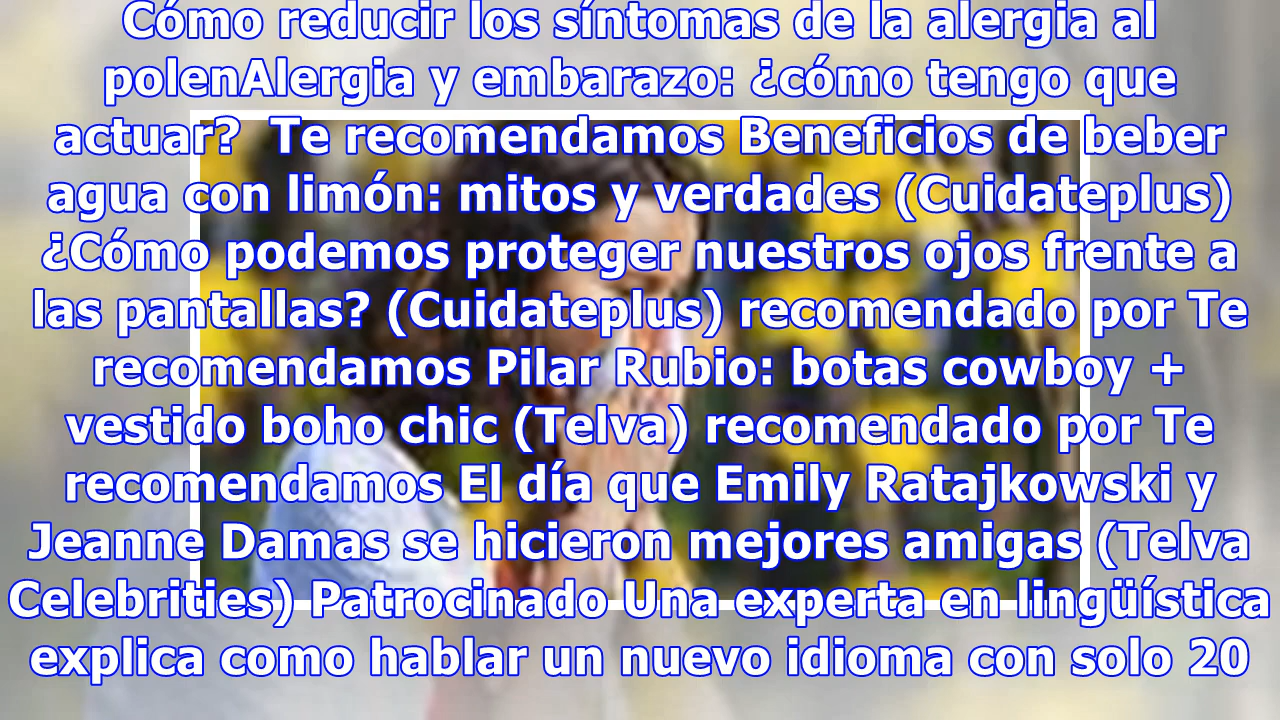 Cómo reducir los síntomas de la alergia al
polenAlergia y embarazo: ¿cómo tengo que
actuar?  Te recomendamos Beneficios de beber
agua con limón: mitos y verdades (Cuidateplus)
¿Cómo podemos proteger nuestros ojos frente a
las pantallas? (Cuidateplus) recomendado por Te
recomendamos Pilar Rubio: botas cowboy +
vestido boho chic (Telva) recomendado por Te
recomendamos El día que Emily Ratajkowski y
Jeanne Damas se hicieron mejores amigas (Telva
Celebrities) Patrocinado Una experta en lingüística
explica como hablar un nuevo idioma con solo 20